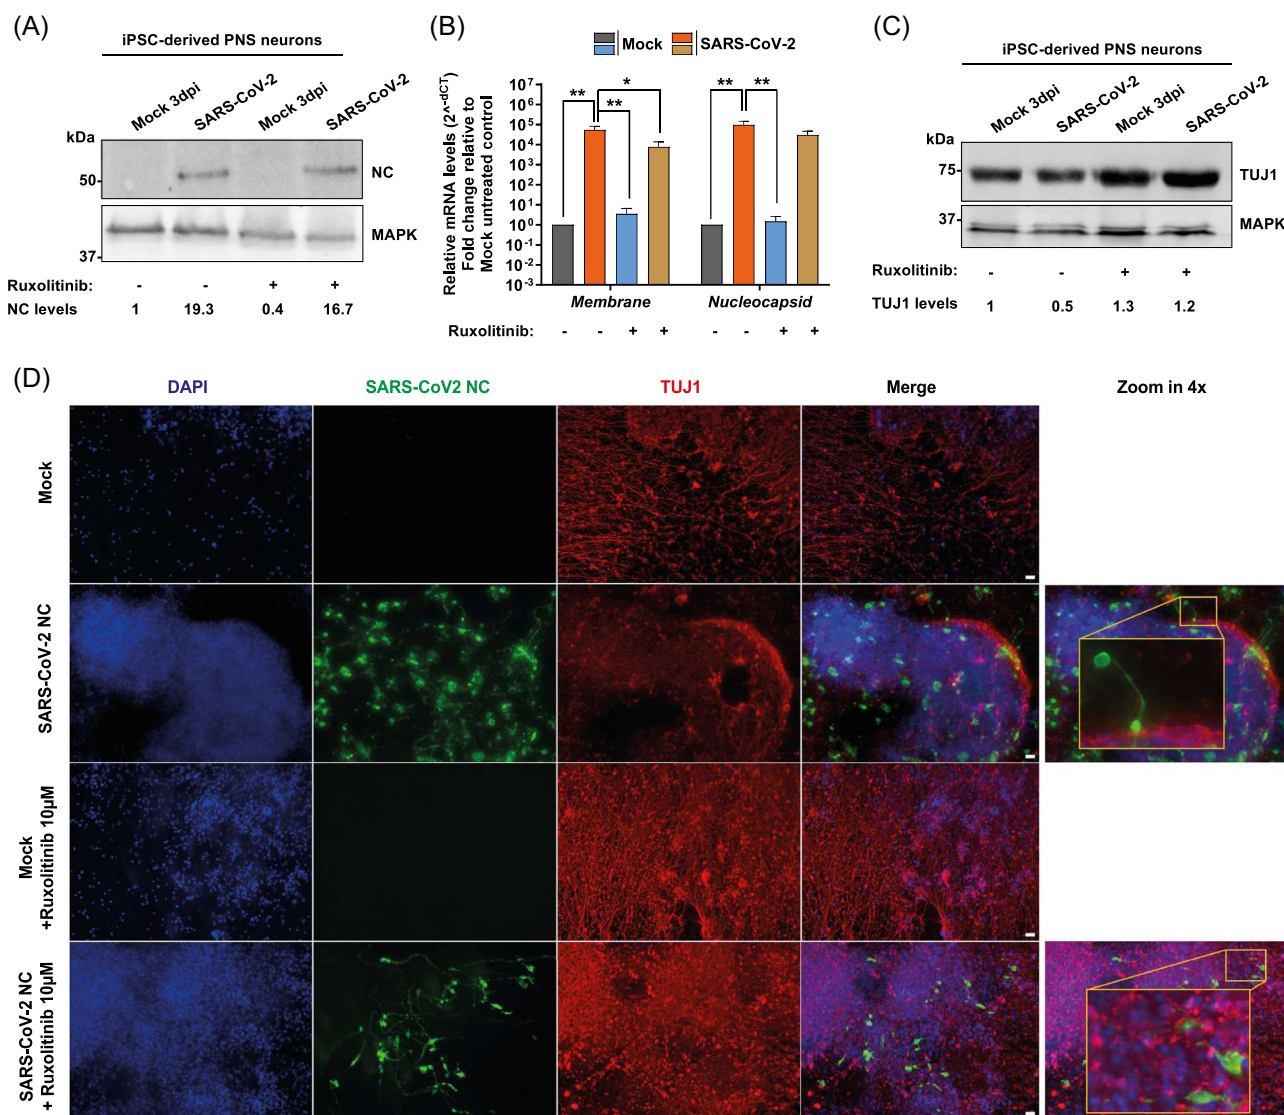 (A)
iPSC-derived PNS neurons
Mock 3dpi
SARS-CoV-2
Mock 3dpi
SARS-CoV-2
kDa
50
NC
MAPK
37
Ruxolitinib: - - + +
NC levels 1 19.3 0.4 16.7
(B)
Mock SARS-CoV-2
Relative mRNA levels (2^-dCT)
Fold change relative to
Mock untreated control
10^7
10^6
10^5
10^4
10^3
10^2
10^1
10^0
10^-1
10^-2
10^-3
** ** *
** **
Membrane Nucleocapsid
Ruxolitinib: - - + + - - + +
(C)
iPSC-derived PNS neurons
Mock 3dpi
SARS-CoV-2
Mock 3dpi
SARS-CoV-2
kDa
75
TUJ1
37
MAPK
Ruxolitinib: - - + +
TUJ1 levels 1 0.5 1.3 1.2
(D)
DAPI SARS-CoV2 NC TUJ1 Merge Zoom in 4x
Mock
SARS-CoV-2 NC
Mock
+Ruxolitinib 10µM
SARS-CoV-2 NC
+ Ruxolitinib 10µM